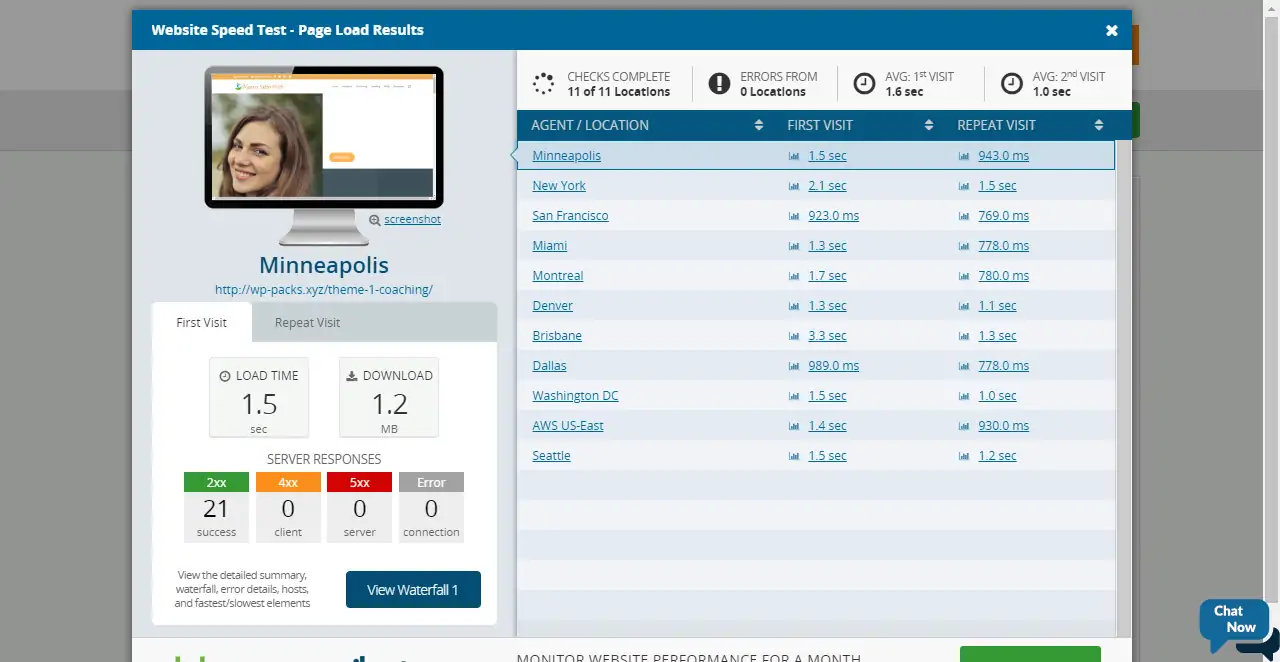 Website Speed Test - Page Load Results
screenshot
Minneapolis
http://wp-packs.xyz/theme-1-coaching/
First Visit
Repeat Visit
LOAD TIME
1.5
sec
DOWNLOAD
1.2
MB
SERVER RESPONSES
2xx 4xx 5xx Error
21 0 0 0
success client server connection
View the detailed summary,
waterfall, error details, hosts,
and fastest/slowest elements
View Waterfall 1
CHECKS COMPLETE
11 of 11 Locations
ERRORS FROM
0 Locations
AVG: 1st VISIT
1.6 sec
AVG: 2nd VISIT
1.0 sec
AGENT / LOCATION FIRST VISIT REPEAT VISIT
Minneapolis 1.5 sec 943.0 ms
New York 2.1 sec 1.5 sec
San Francisco 923.0 ms 769.0 ms
Miami 1.3 sec 778.0 ms
Montreal 1.7 sec 780.0 ms
Denver 1.3 sec 1.1 sec
Brisbane 3.3 sec 1.3 sec
Dallas 989.0 ms 778.0 ms
Washington DC 1.5 sec 1.0 sec
AWS US-East 1.4 sec 930.0 ms
Seattle 1.5 sec 1.2 sec
MONITOR WEBSITE PERFORMANCE FOR A MONTH
Chat
Now